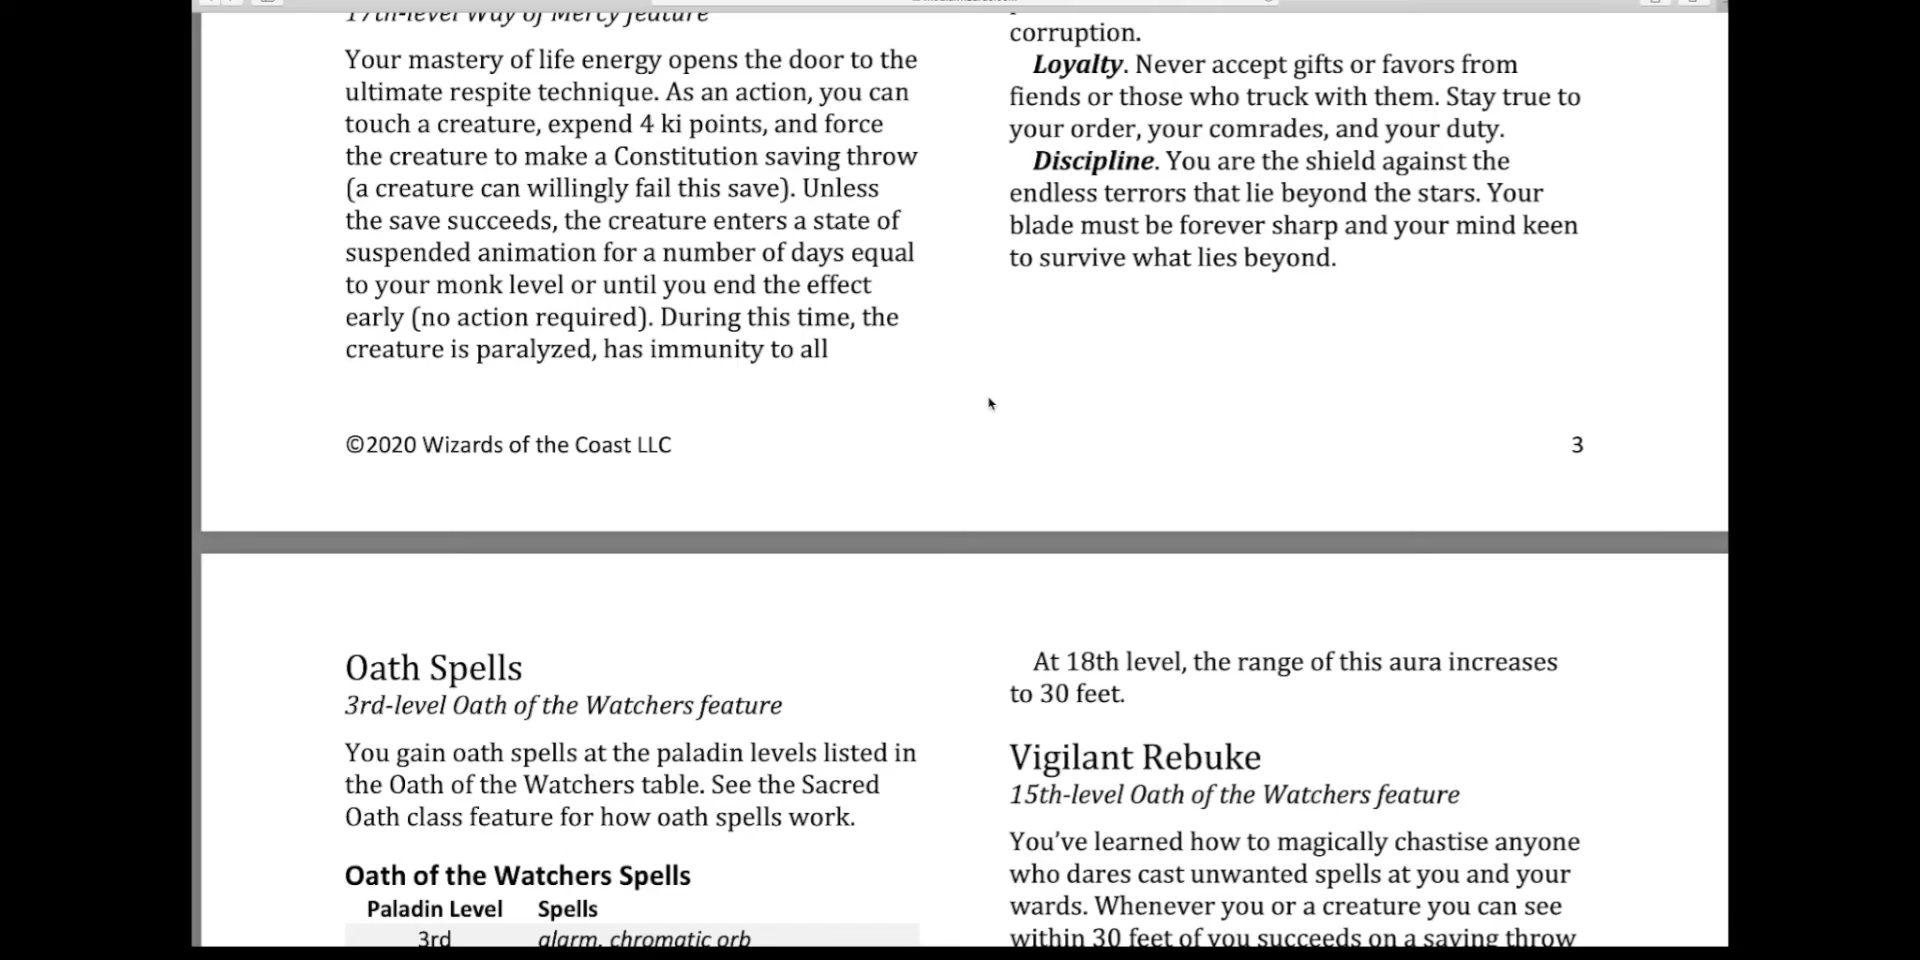 17th-level Way of Mercy feature
Your mastery of life energy opens the door to the
ultimate respite technique. As an action, you can
touch a creature, expend 4 ki points, and force
the creature to make a Constitution saving throw
(a creature can willingly fail this save). Unless
the save succeeds, the creature enters a state of
suspended animation for a number of days equal
to your monk level or until you end the effect
early (no action required). During this time, the
creature is paralyzed, has immunity to all
corruption.
Loyalty. Never accept gifts or favors from
fiends or those who truck with them. Stay true to
your order, your comrades, and your duty.
Discipline. You are the shield against the
endless terrors that lie beyond the stars. Your
blade must be forever sharp and your mind keen
to survive what lies beyond.
©2020 Wizards of the Coast LLC
3
Oath Spells
3rd-level Oath of the Watchers feature
You gain oath spells at the paladin levels listed in
the Oath of the Watchers table. See the Sacred
Oath class feature for how oath spells work.
Oath of the Watchers Spells
Paladin Level Spells
3rd alarm, chromatic orb
At 18th level, the range of this aura increases
to 30 feet.
Vigilant Rebuke
15th-level Oath of the Watchers feature
You’ve learned how to magically chastise anyone
who dares cast unwanted spells at you and your
wards. Whenever you or a creature you can see
within 30 feet of you succeeds on a saving throw